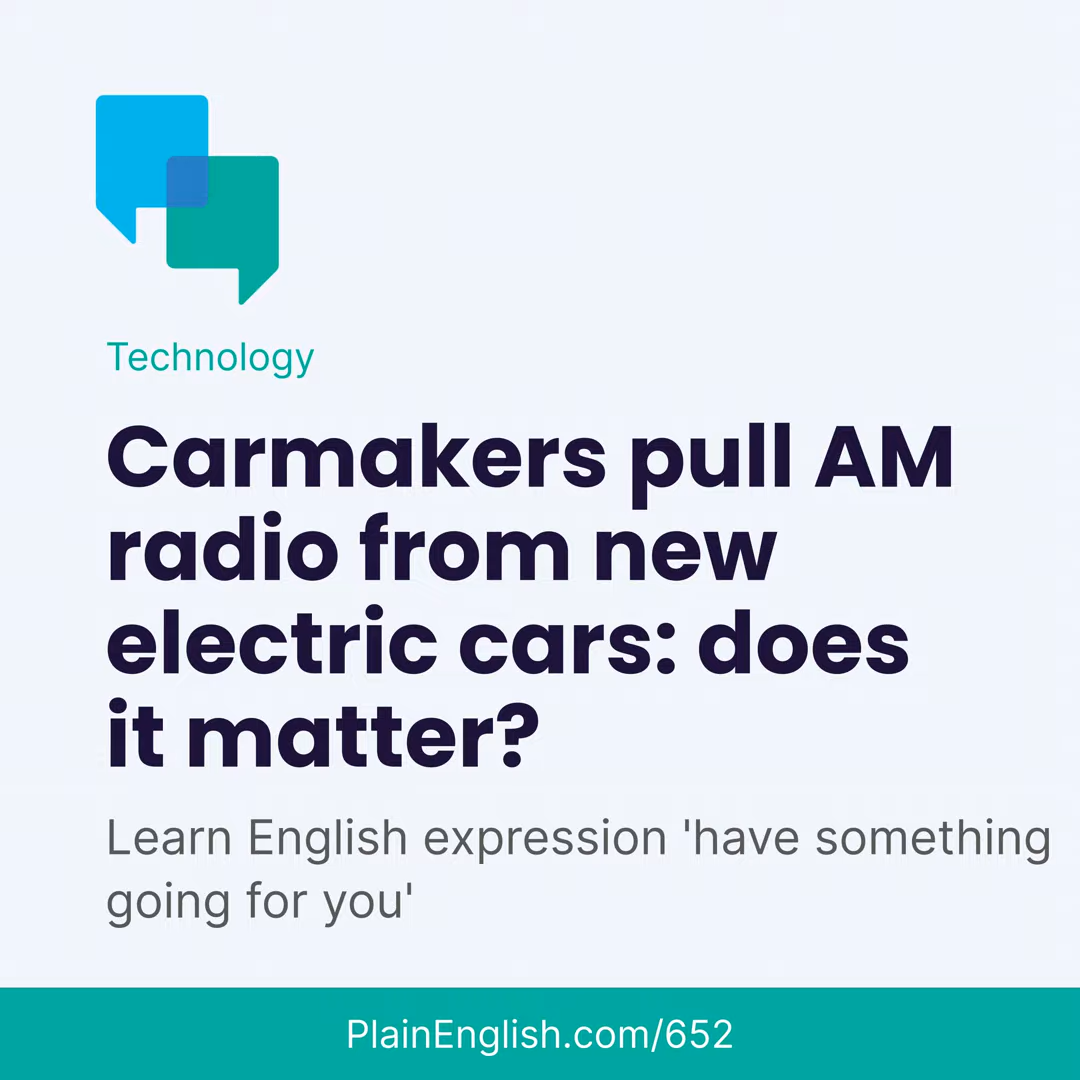 Technology
Carmakers pull AM
radio from new
electric cars: does
it matter?
Learn English expression 'have something
going for you'
PlainEnglish.com/652